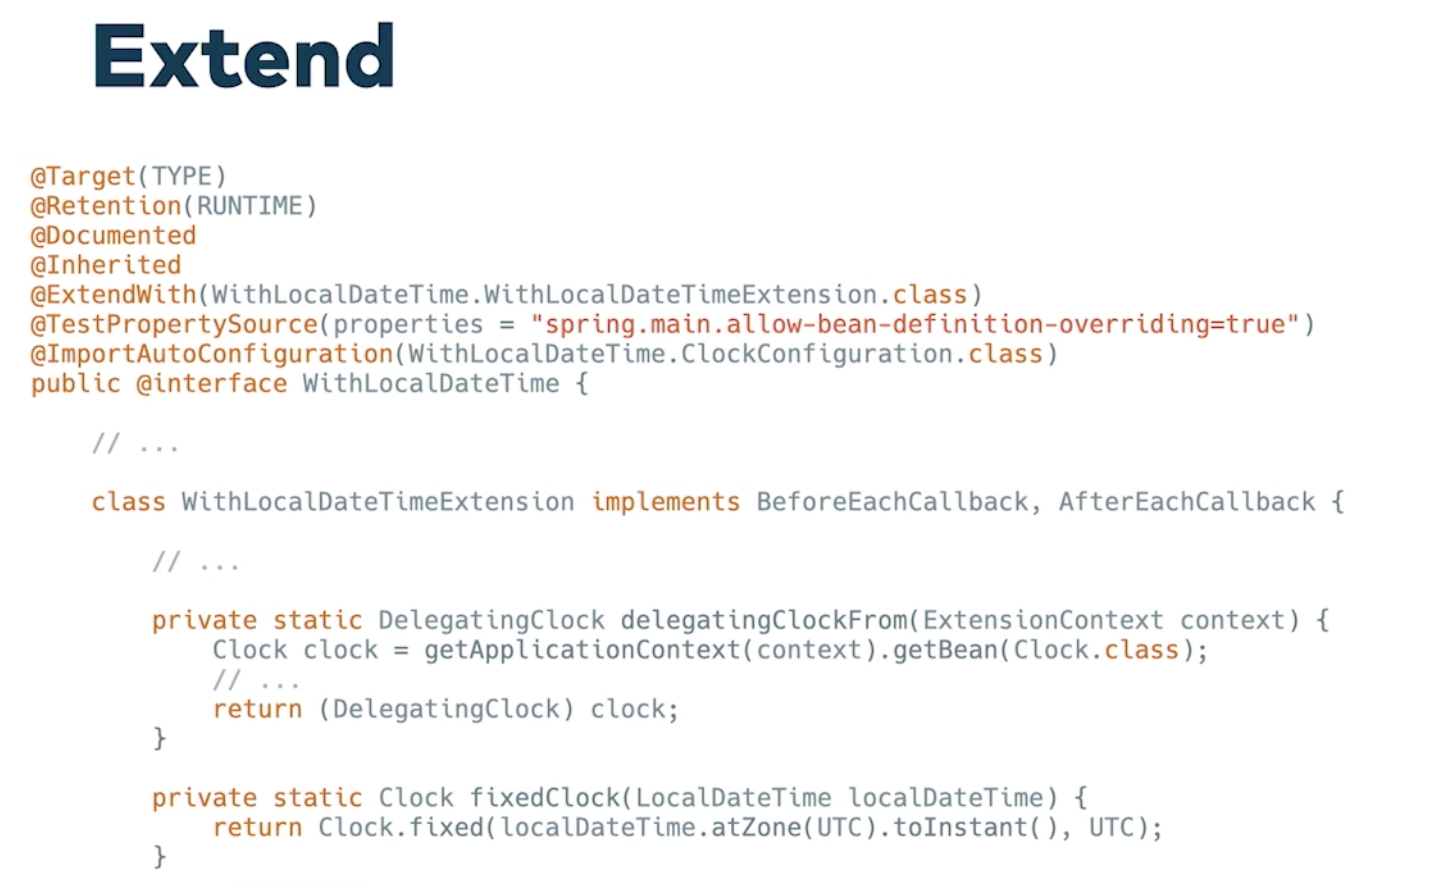 Extend
@Target(TYPE)
@Retention(RUNTIME)
@Documented
@Inherited
@ExtendWith(WithLocalDateTime.WithLocalDateTimeExtension.class)
@TestPropertySource(properties = "spring.main.allow-bean-definition-overriding=true")
@ImportAutoConfiguration(WithLocalDateTime.ClockConfiguration.class)
public @interface WithLocalDateTime {
    // ...
    class WithLocalDateTimeExtension implements BeforeEachCallback, AfterEachCallback {
        // ...
        private static DelegatingClock delegatingClockFrom(ExtensionContext context) {
            Clock clock = getApplicationContext(context).getBean(Clock.class);
            // ...
            return (DelegatingClock) clock;
        }
        private static Clock fixedClock(LocalDateTime localDateTime) {
            return Clock.fixed(localDateTime.atZone(UTC).toInstant(), UTC);
        }